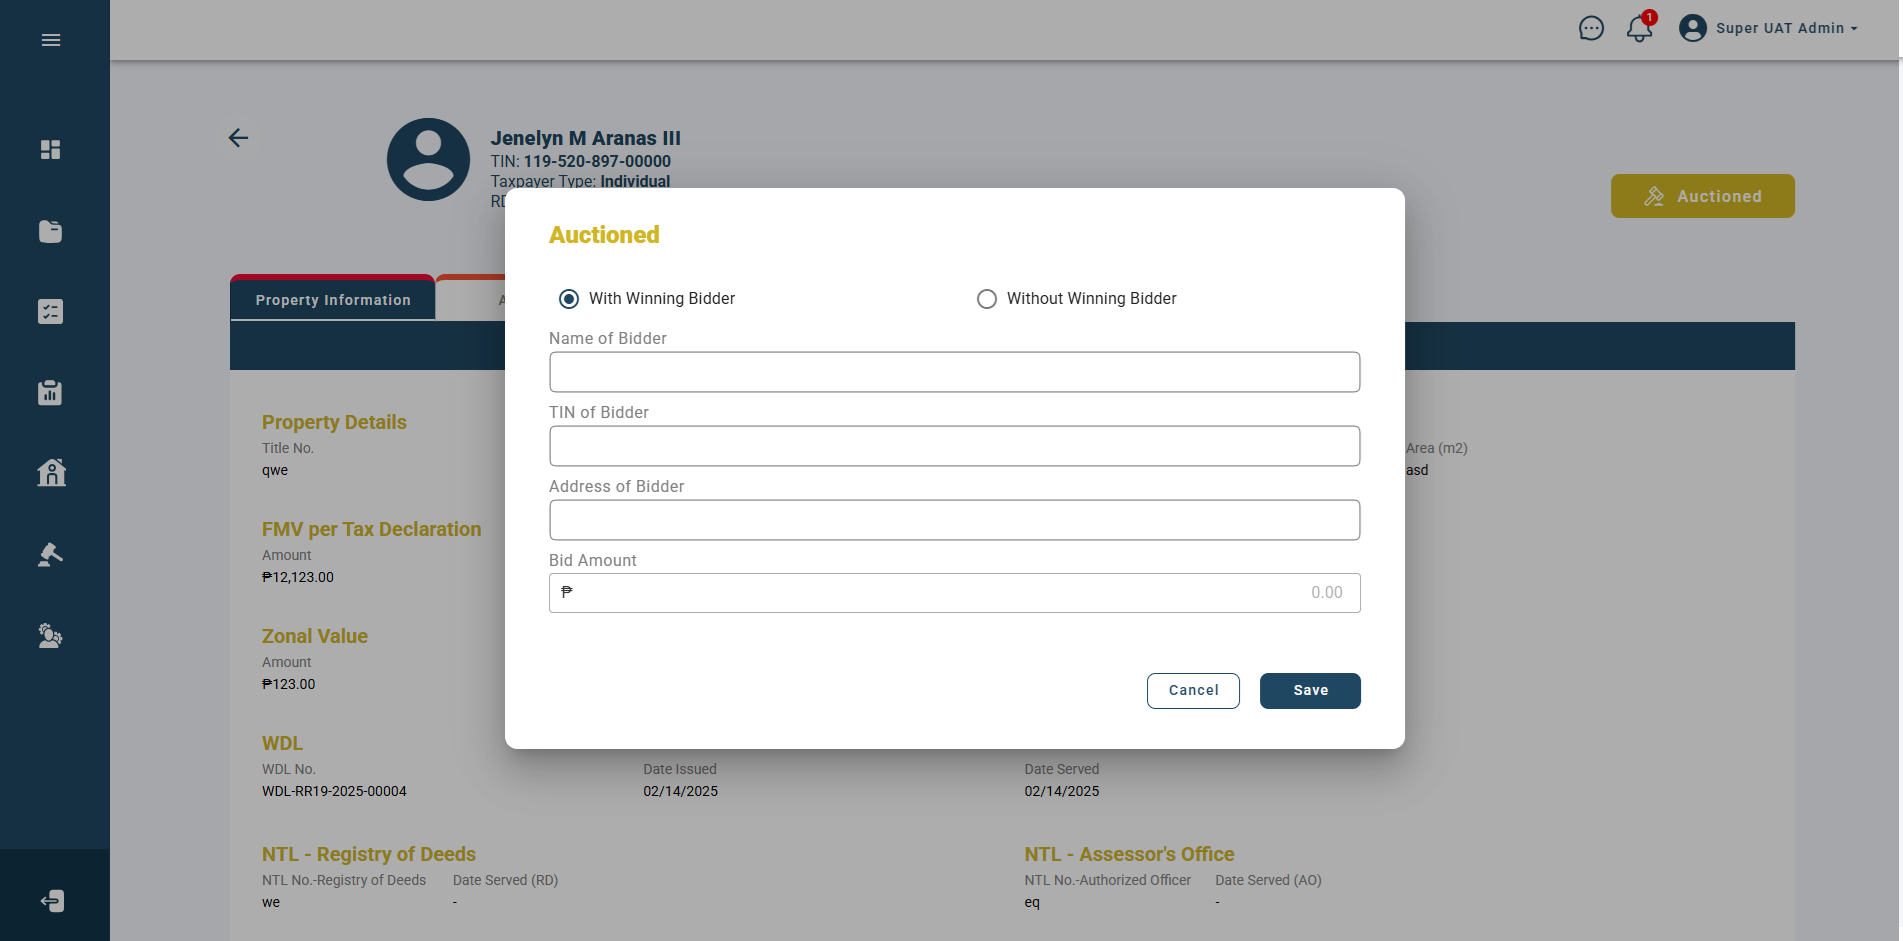 1
Super UAT Admin
Jenelyn M Aranas III
TIN: 119-520-897-00000
Taxpayer Type: Individual
Auctioned
Property Information
Auctioned
With Winning Bidder
Without Winning Bidder
Name of Bidder
TIN of Bidder
Address of Bidder
Bid Amount
₱ 0.00
Cancel Save
Property Details
Title No. Area (m2)
qwe asd
FMV per Tax Declaration
Amount
₱12,123.00
Zonal Value
Amount
₱123.00
WDL
WDL No. Date Issued Date Served
WDL-RR19-2025-00004 02/14/2025 02/14/2025
NTL - Registry of Deeds NTL - Assessor's Office
NTL No.-Registry of Deeds Date Served (RD) NTL No.-Authorized Officer Date Served (AO)
we - eq -